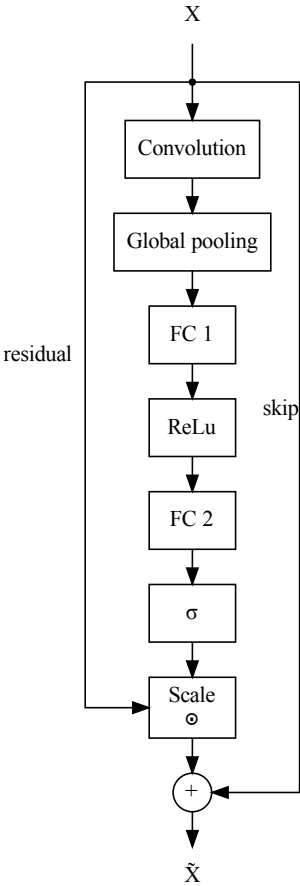 X
Convolution
Global pooling
FC 1
residual
ReLu
skip
FC 2
σ
Scale
⊙
+
X̃